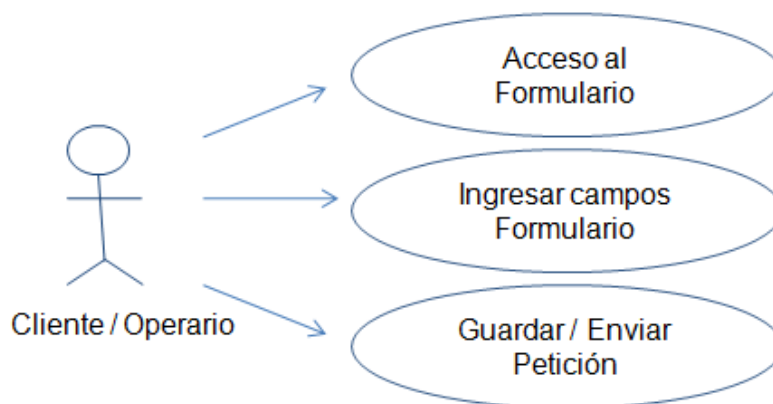 Acceso al
Formulario
Ingresar campos
Formulario
Cliente / Operario
Guardar / Enviar
Petición